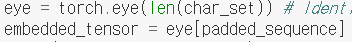 eye = torch.eye(len(char_set)) # Ident
embedded_tensor = eye[padded_sequence]